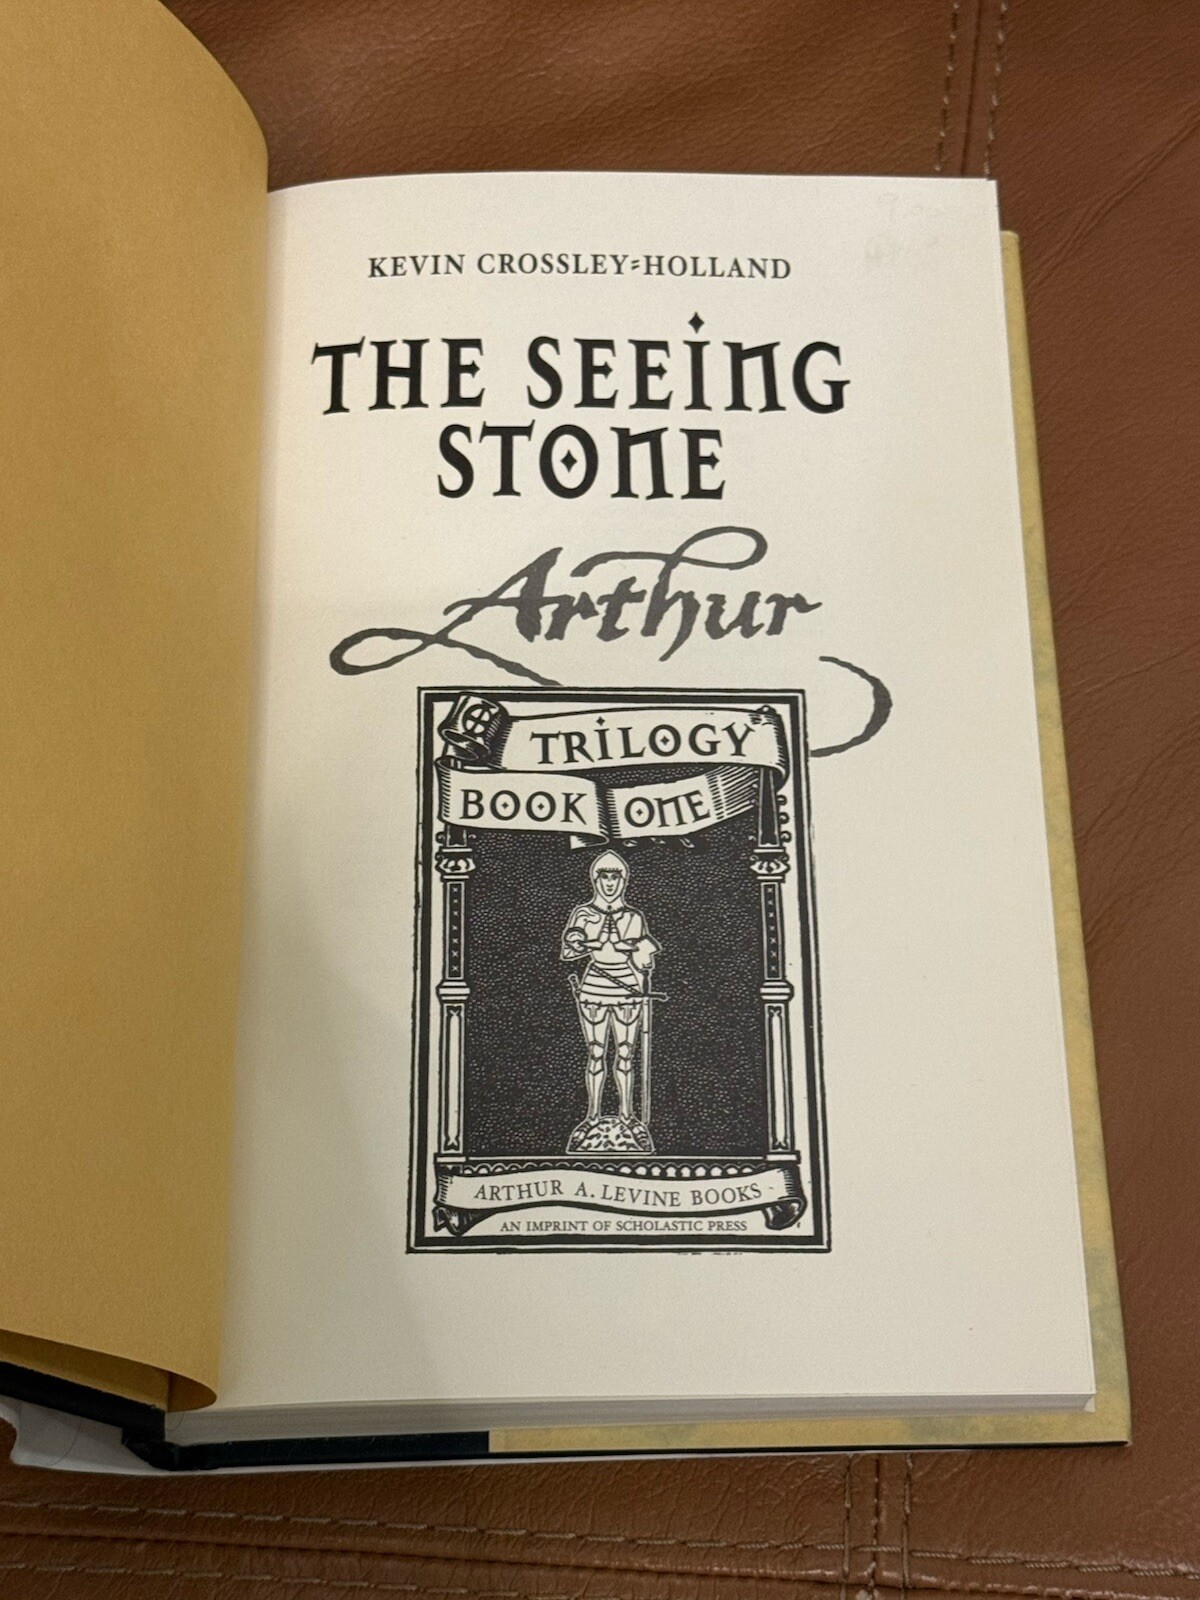 KEVIN CROSSLEY-HOLLAND
THE SEEING
STONE
Arthur
TRILOGY
BOOK ONE
ARTHUR A. LEVINE BOOKS
AN IMPRINT OF SCHOLASTIC PRESS